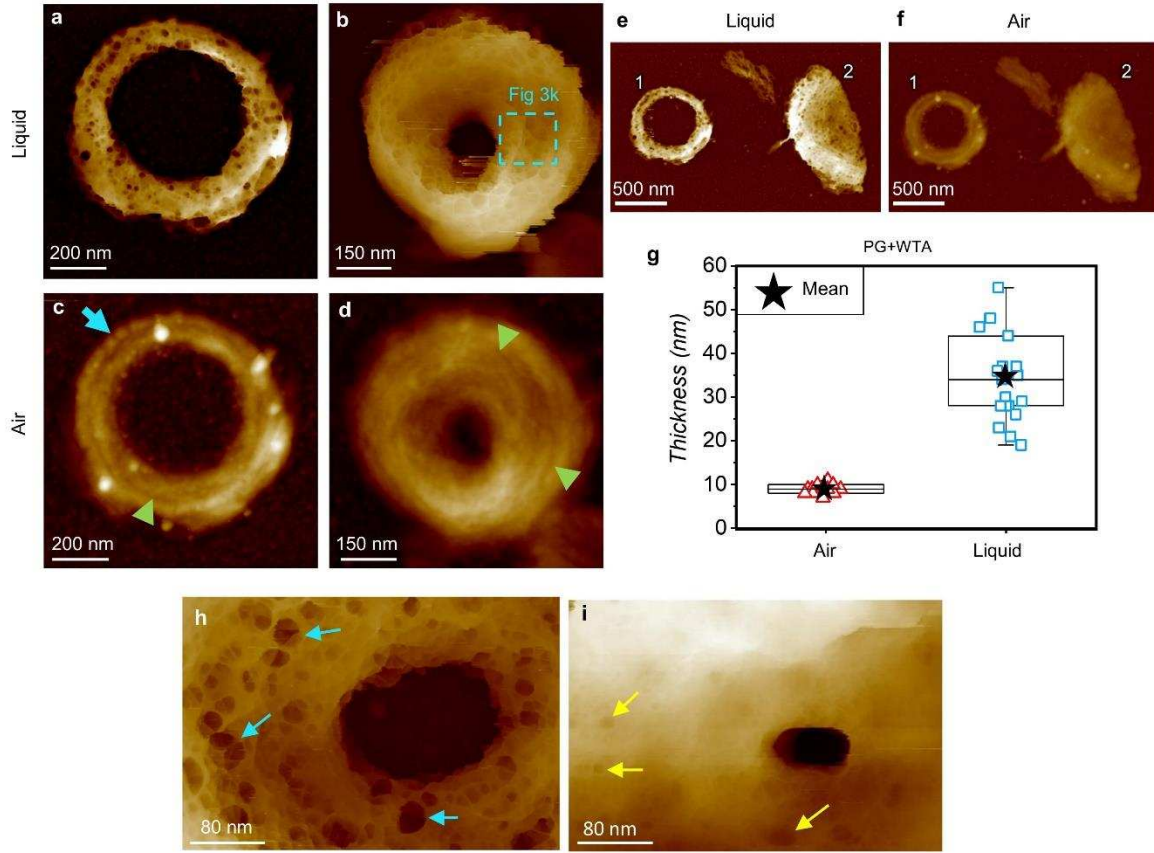 a
b
Fig 3k
Liquid
200 nm
150 nm
c
d
Air
200 nm
150 nm
e
Liquid
f
Air
1
2
1
2
500 nm
500 nm
g
PG+WTA
Mean
Thickness (nm)
60
50
40
30
20
10
0
Air
Liquid
h
i
80 nm
80 nm